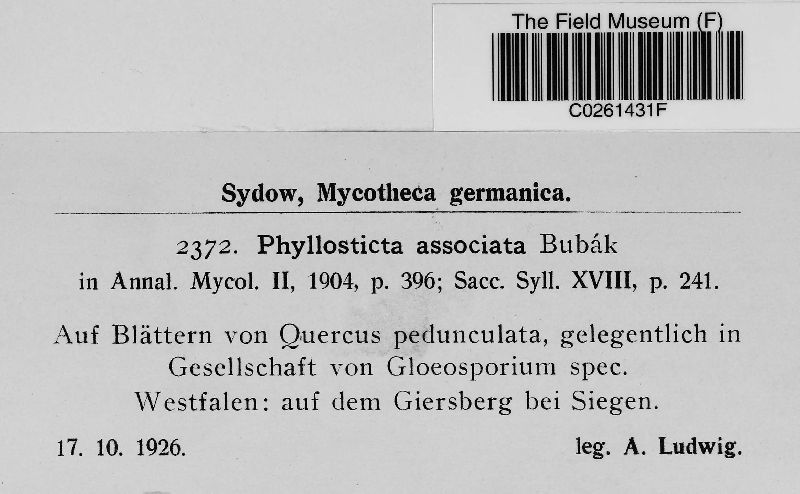 The Field Museum (F)
C0261431F
Sydow, Mycotheca germanica.
2372. Phyllosticta associata Bubák
in Annal. Mycol. II, 1904, p. 396; Sacc. Syll. XVIII, p. 241.
Auf Blättern von Quercus pedunculata, gelegentlich in
Gesellschaft von Gloeosporium spec.
Westfalen: auf dem Giersberg bei Siegen.
17. 10. 1926. leg. A. Ludwig.